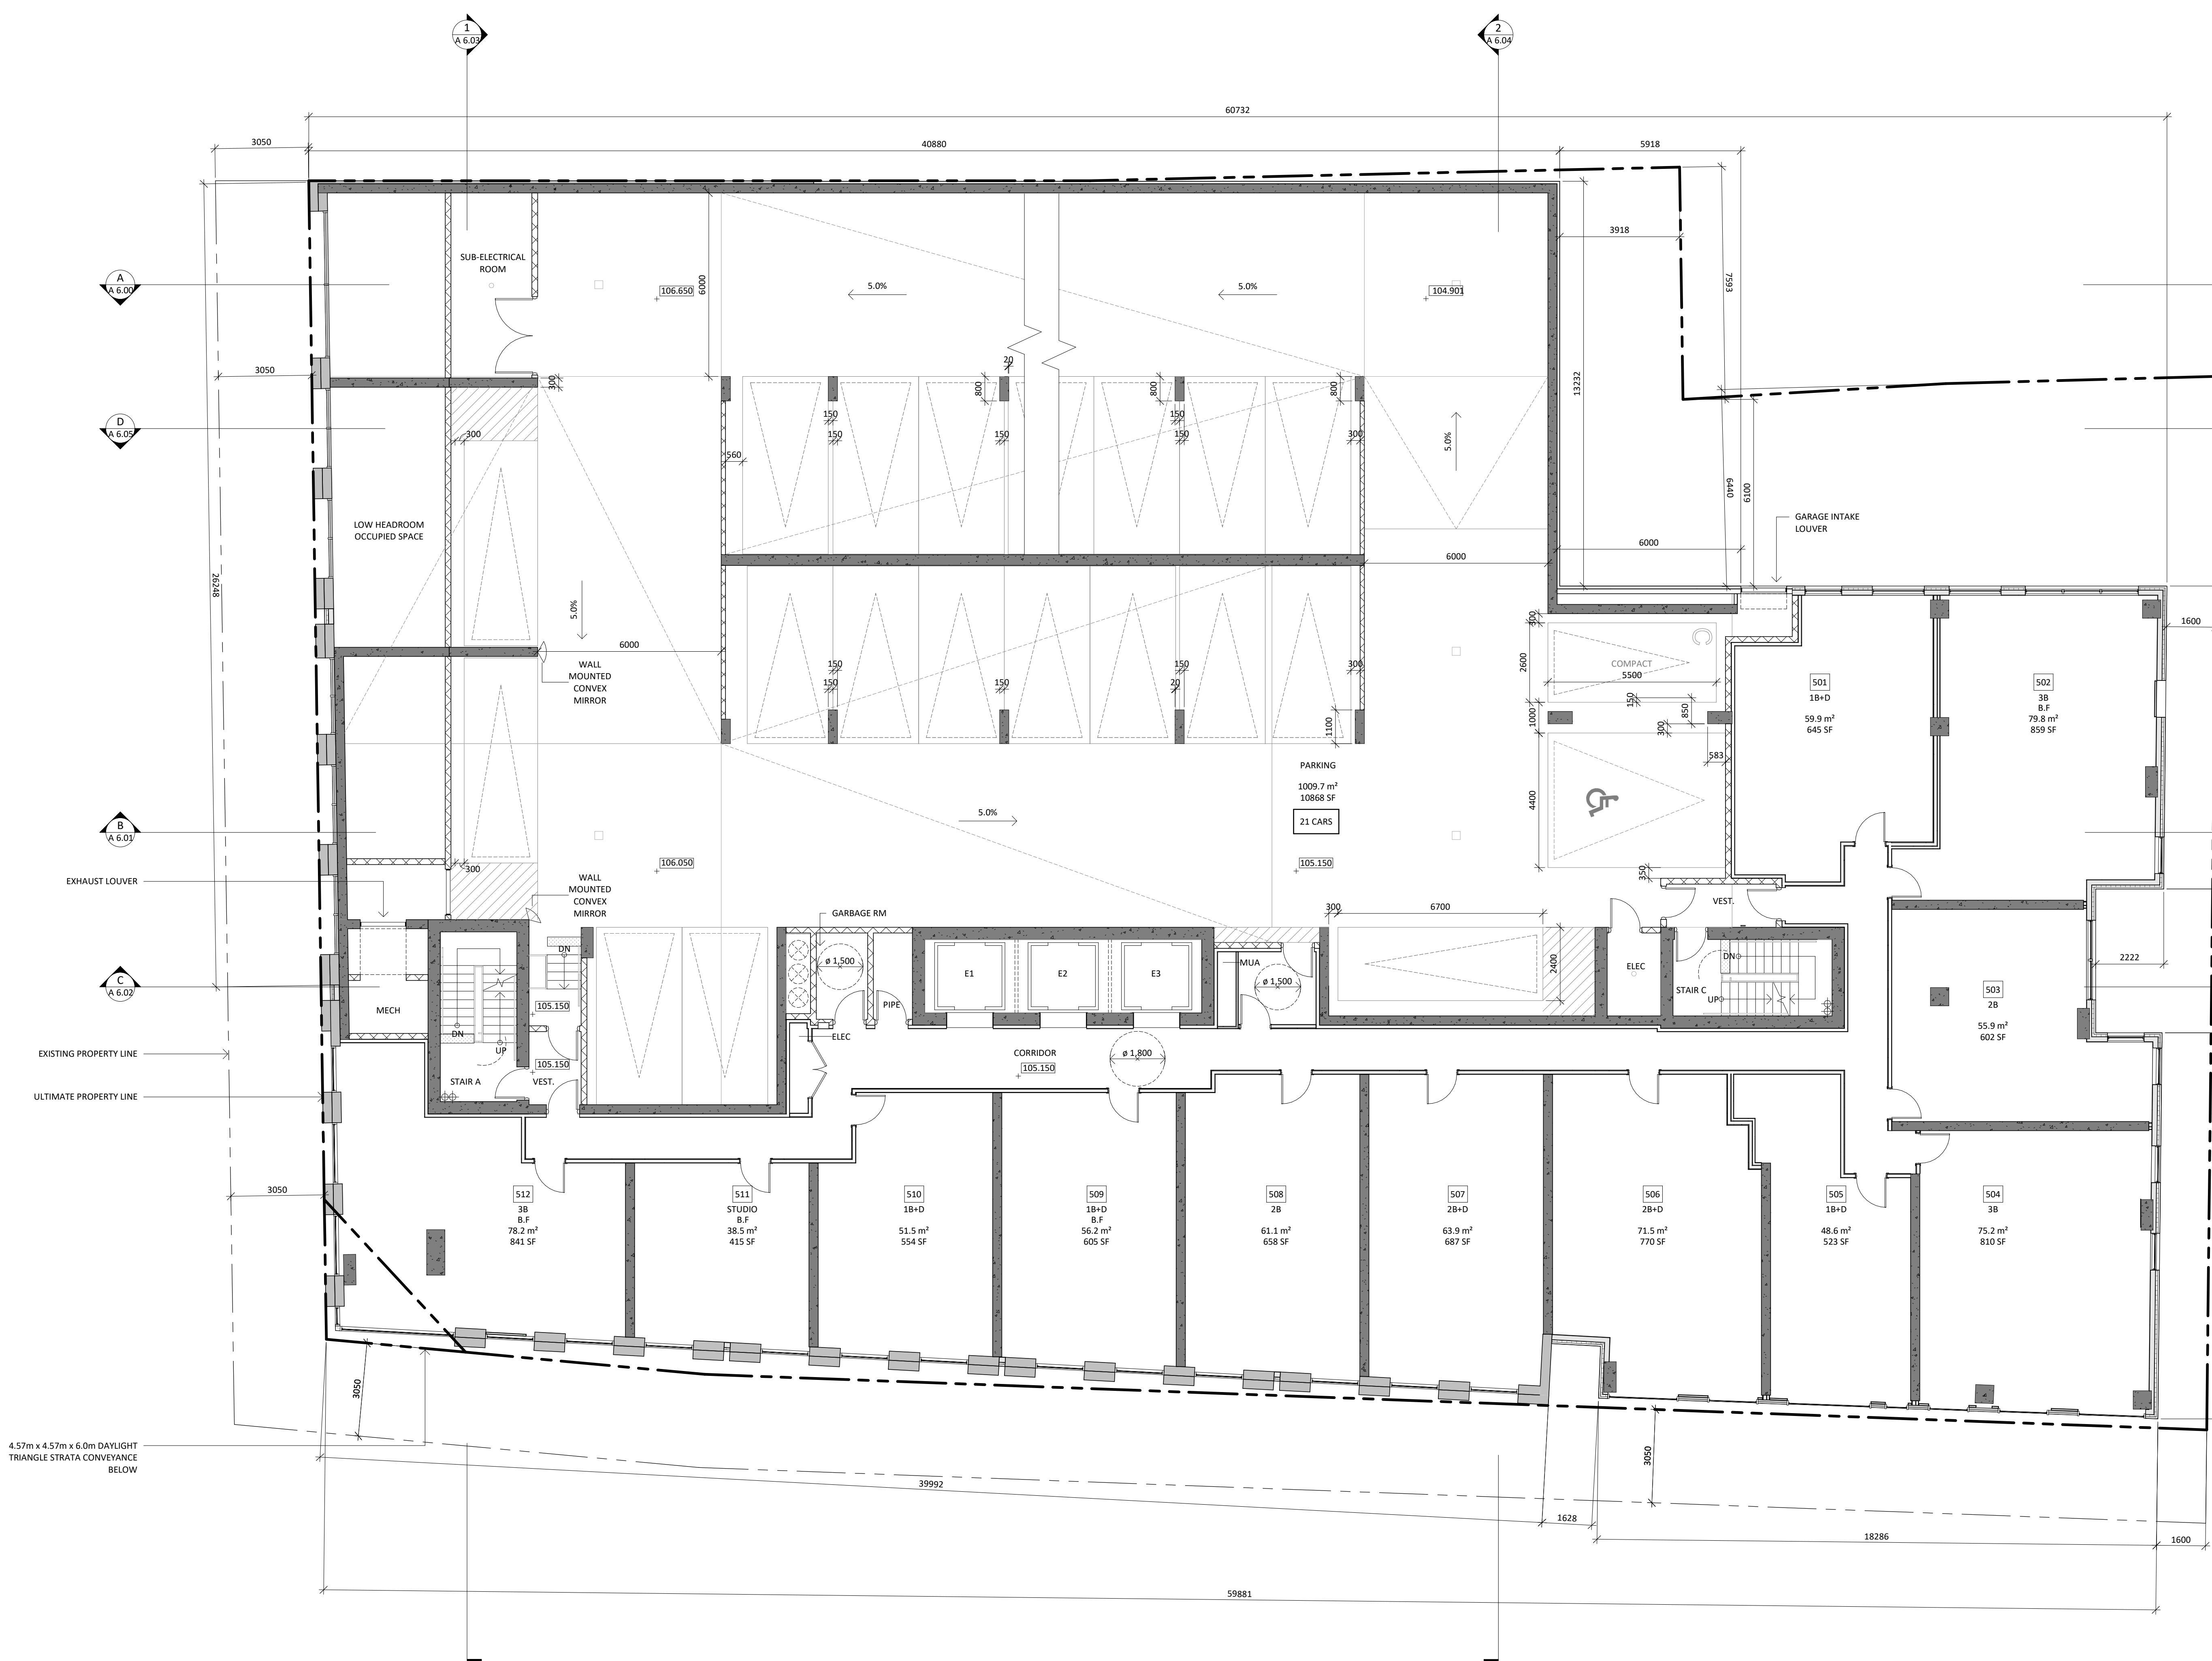 1
A 6.03
2
A 6.04
60732
3050
40880
5918
3918
7593
13232
SUB-ELECTRICAL
ROOM
A
A 6.00
106.650
6000
5.0%
5.0%
104.901
3050
300
20
800
800
800
D
A 6.05
300
150
150
150
150
150
300
560
5.0%
6440
6100
LOW HEADROOM
OCCUPIED SPACE
GARAGE INTAKE
LOUVER
6000
6000
26248
5.0%
300
1600
6000
WALL
MOUNTED
CONVEX
MIRROR
150
150
150
150
20
300
2600
C
COMPACT
5500
501
1B+D
59.9 m²
645 SF
502
3B
B.F
79.8 m²
859 SF
1100
1000
150
850
300
583
PARKING
1009.7 m²
10868 SF
21 CARS
4400
B
A 6.01
5.0%
300
106.050
105.150
350
EXHAUST LOUVER
WALL
MOUNTED
CONVEX
MIRROR
GARBAGE RM
300
6700
VEST.
DN
ø 1,500
E1
E2
E3
MUA
ø 1,500
2400
ELEC
DN
STAIR C
UP
2222
C
A 6.02
503
2B
55.9 m²
602 SF
MECH
DN
UP
105.150
PIPE
ELEC
CORRIDOR
105.150
ø 1,800
EXISTING PROPERTY LINE
105.150
STAIR A
VEST.
ULTIMATE PROPERTY LINE
3050
512
3B
B.F
78.2 m²
841 SF
511
STUDIO
B.F
38.5 m²
415 SF
510
1B+D
51.5 m²
554 SF
509
1B+D
B.F
56.2 m²
605 SF
508
2B
61.1 m²
658 SF
507
2B+D
63.9 m²
687 SF
506
2B+D
71.5 m²
770 SF
505
1B+D
48.6 m²
523 SF
504
3B
75.2 m²
810 SF
3050
4.57m x 4.57m x 6.0m DAYLIGHT
TRIANGLE STRATA CONVEYANCE
BELOW
3050
39992
1628
18286
1600
59881